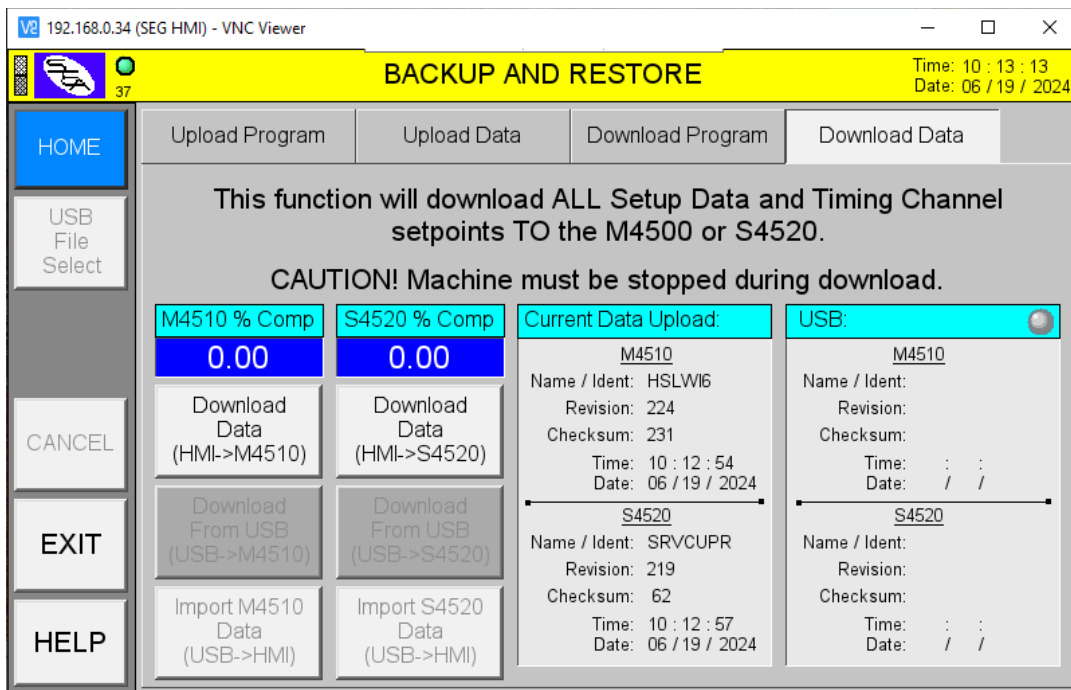 192.168.0.34 (SEG HMI) - VNC Viewer
37
BACKUP AND RESTORE
Time: 10 : 13 : 13
Date: 06 / 19 / 2024
HOME
USB
File
Select
CANCEL
EXIT
HELP
Upload Program
Upload Data
Download Program
Download Data
This function will download ALL Setup Data and Timing Channel
setpoints TO the M4500 or S4520.
CAUTION! Machine must be stopped during download.
M4510 % Comp
0.00
Download
Data
(HMI->M4510)
Download
From USB
(USB->M4510)
Import M4510
Data
(USB->HMI)
S4520 % Comp
0.00
Download
Data
(HMI->S4520)
Download
From USB
(USB->S4520)
Import S4520
Data
(USB->HMI)
Current Data Upload:
M4510
Name / Ident: HSLWI6
Revision: 224
Checksum: 231
Time: 10 : 12 : 54
Date: 06 / 19 / 2024
S4520
Name / Ident: SRVCUPR
Revision: 219
Checksum: 62
Time: 10 : 12 : 57
Date: 06 / 19 / 2024
USB:
M4510
Name / Ident:
Revision:
Checksum:
Time: : :
Date: / /
S4520
Name / Ident:
Revision:
Checksum:
Time: : :
Date: / /